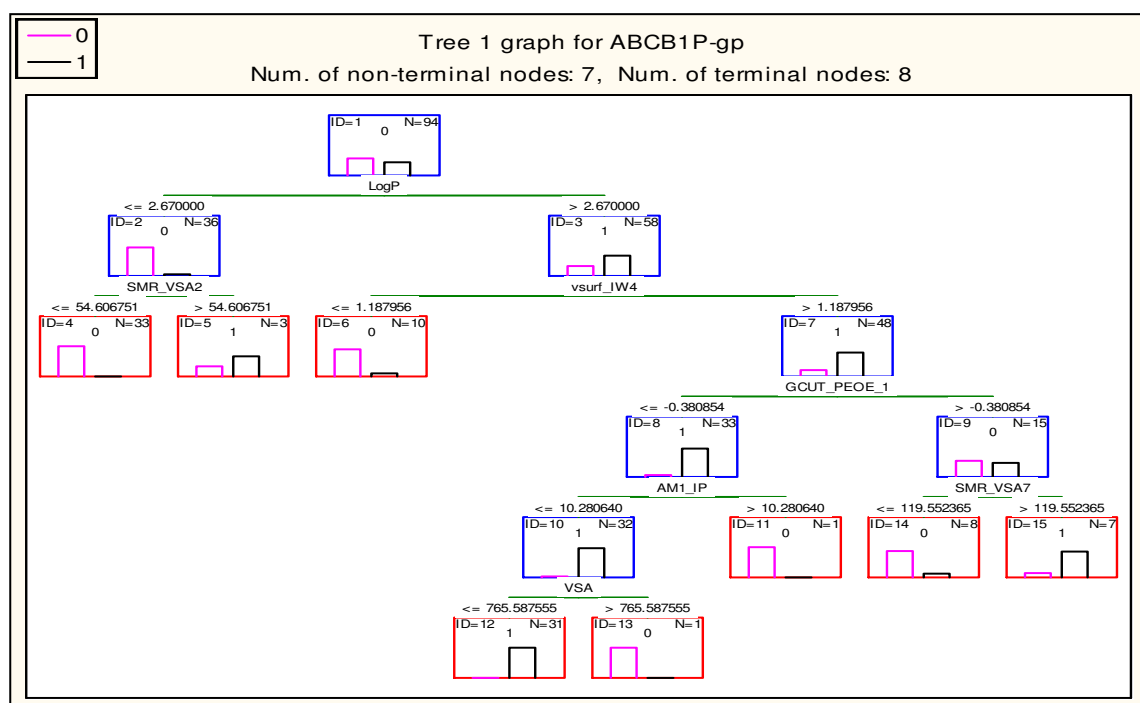 0
1
Tree 1 graph for ABCB1P-gp
Num. of non-terminal nodes: 7, Num. of terminal nodes: 8
ID=1 N=94
0
LogP
<= 2.670000 > 2.670000
ID=2 N=36 ID=3 N=58
0 1
SMR_VSA2 vsurf_IW4
<= 54.606751 > 54.606751 <= 1.187956 > 1.187956
ID=4 N=33 ID=5 N=3 ID=6 N=10 ID=7 N=48
0 1 0 1
GCUT_PEOE_1
<= -0.380854 > -0.380854
ID=8 N=33 ID=9 N=15
1 0
AM1_IP SMR_VSA7
<= 10.280640 > 10.280640 <= 119.552365 > 119.552365
ID=10 N=32 ID=11 N=1 ID=14 N=8 ID=15 N=7
1 0 0 1
VSA
<= 765.587555 > 765.587555
ID=12 N=31 ID=13 N=1
1 0